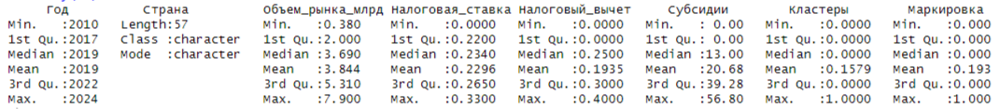 Год Страна Объем_рынка_млрд Налоговая_ставка Налоговый_вычет Субсидии Кластеры Маркировка
Min. :2010 Length:57 Min. :0.380 Min. :0.0000 Min. :0.0000 Min. : 0.00 Min. :0.0000 Min. :0.000
1st Qu.:2017 Class :character 1st Qu.:2.000 1st Qu.:0.2200 1st Qu.:0.0000 1st Qu.: 0.00 1st Qu.:0.0000 1st Qu.:0.000
Median :2019 Mode :character Median :3.690 Median :0.2340 Median :0.2500 Median :13.00 Median :0.0000 Median :0.000
Mean :2019 Mean :3.844 Mean :0.2296 Mean :0.1935 Mean :20.68 Mean :0.1579 Mean :0.193
3rd Qu.:2022 3rd Qu.:5.310 3rd Qu.:0.2650 3rd Qu.:0.3000 3rd Qu.:39.28 3rd Qu.:0.0000 3rd Qu.:0.000
Max. :2024 Max. :7.900 Max. :0.3300 Max. :0.4000 Max. :56.80 Max. :1.0000 Max. :1.000